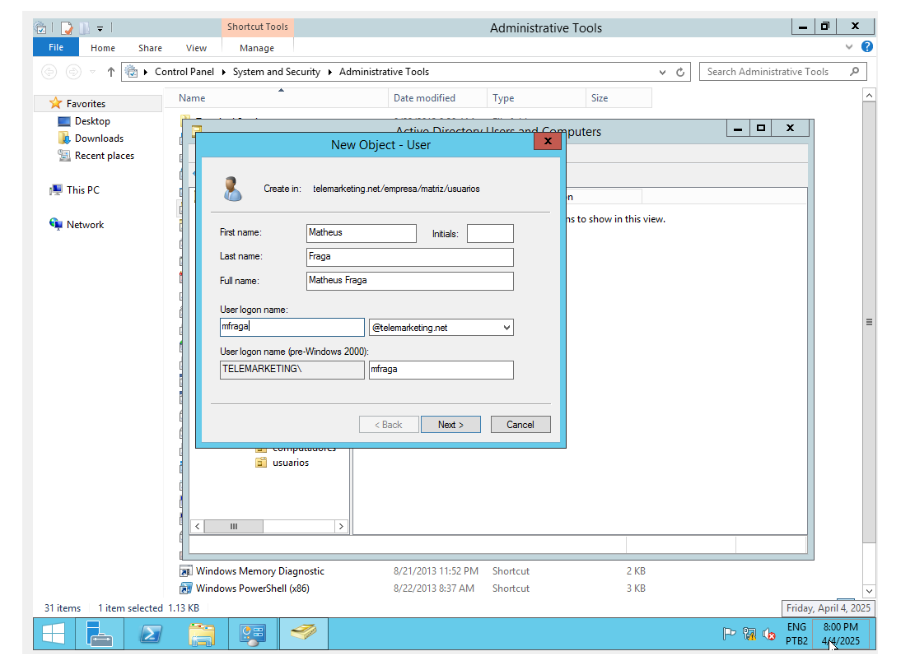 Shortcut Tools
Administrative Tools
File Home Share View Manage
Control Panel System and Security Administrative Tools
Search Administrative Tools
Favorites
Desktop
Downloads
Recent places
This PC
Network
Name Date modified Type Size
Active Directory Users and Computers
New Object - User
Create in: telemarketing.net/empresa/matriz/usuarios
First name: Matheus Initials:
Last name: Fraga
Full name: Matheus Fraga
User logon name:
mfraga @telemarketing.net
User logon name (pre-Windows 2000):
TELEMARKETING\ mfraga
< Back Next > Cancel
to show in this view.
computadores
usuarios
Windows Memory Diagnostic 8/21/2013 11:52 PM Shortcut 2 KB
Windows PowerShell (x86) 8/22/2013 8:37 AM Shortcut 3 KB
31 items 1 item selected 1.13 KB
Friday, April 4, 2025
ENG 8:00 PM
PTB2 4/4/2025